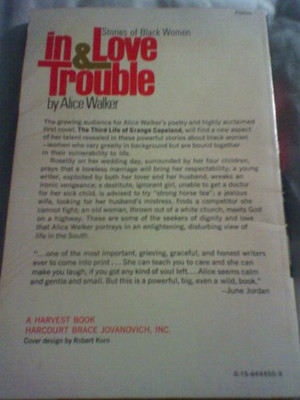 Fiction
Stories of Black Women
in Love
&
Trouble
by Alice Walker
The growing audience for Alice Walker's poetry and highly acclaimed
first novel, The Third Life of Grange Copeland, will find a new aspect
of her talent revealed in these powerful stories about black women
—women who vary greatly in background but are bound together
in their vulnerability to life.
Roselily on her wedding day, surrounded by her four children,
prays that a loveless marriage will bring her respectability; a young
writer, exploited by both her lover and her husband, wreaks an
ironic vengeance; a destitute, ignorant girl, unable to get a doctor
for her sick child, is advised to try "strong horse tea"; a jealous
wife, looking for her husband's mistress, finds a competitor she
cannot fight; an old woman, thrown out of a white church, meets God
on a highway. These are some of the seekers of dignity and love
that Alice Walker portrays in an enlightening, disturbing view of
life in the South.
"... one of the most important, grieving, graceful, and honest writers
ever to come into print.... She can teach you to care and she can
make you laugh, if you got any kind of soul left.... Alice seems calm
and gentle and small. But this is a powerful, big, even a wild, book."
—June Jordan
A HARVEST BOOK
HARCOURT BRACE JOVANOVICH, INC.
Cover design by Robert Korn